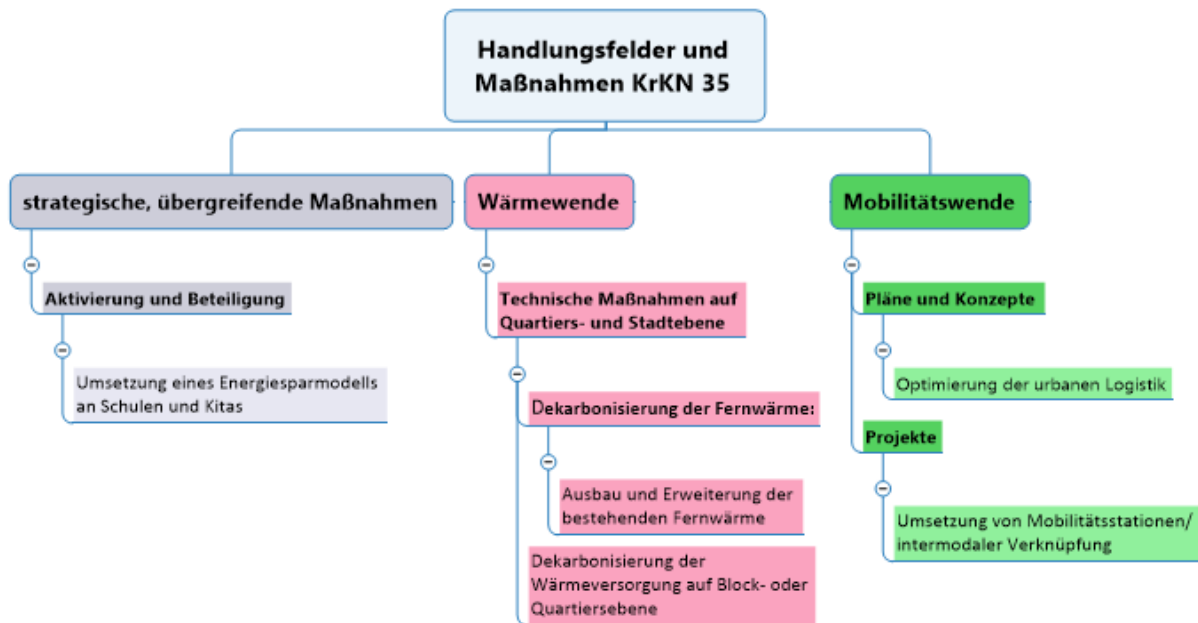 Handlungsfelder und
Maßnahmen KrKN 35
strategische, übergreifende Maßnahmen
Aktivierung und Beteiligung
Umsetzung eines Energiesparmodells
an Schulen und Kitas
Wärmewende
Technische Maßnahmen auf
Quartiers- und Stadtebene
Dekarbonisierung der Fernwärme:
Ausbau und Erweiterung der
bestehenden Fernwärme
Dekarbonisierung der
Wärmeversorgung auf Block- oder
Quartiersebene
Mobilitätswende
Pläne und Konzepte
Optimierung der urbanen Logistik
Projekte
Umsetzung von Mobilitätsstationen/
intermodaler Verknüpfung